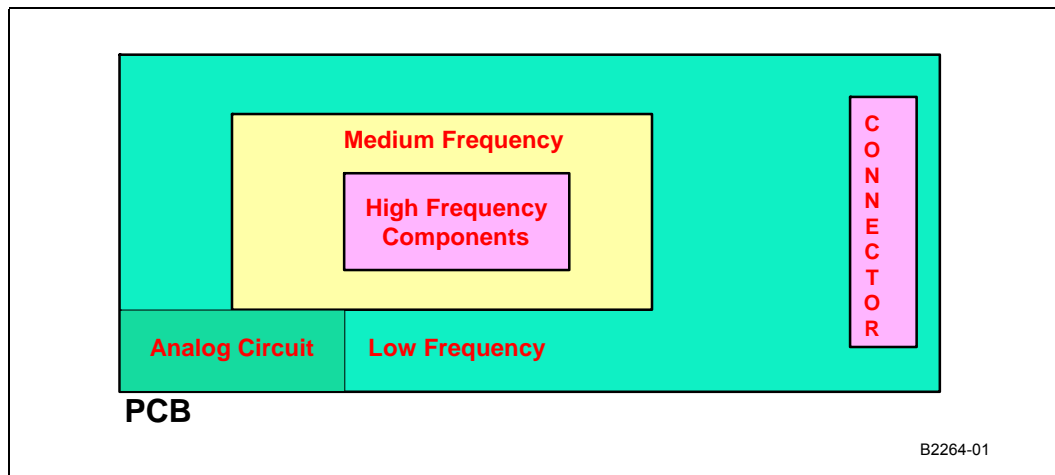 Medium Frequency
High Frequency
Components
C
O
N
N
E
C
T
O
R
Analog Circuit
Low Frequency
PCB
B2264-01